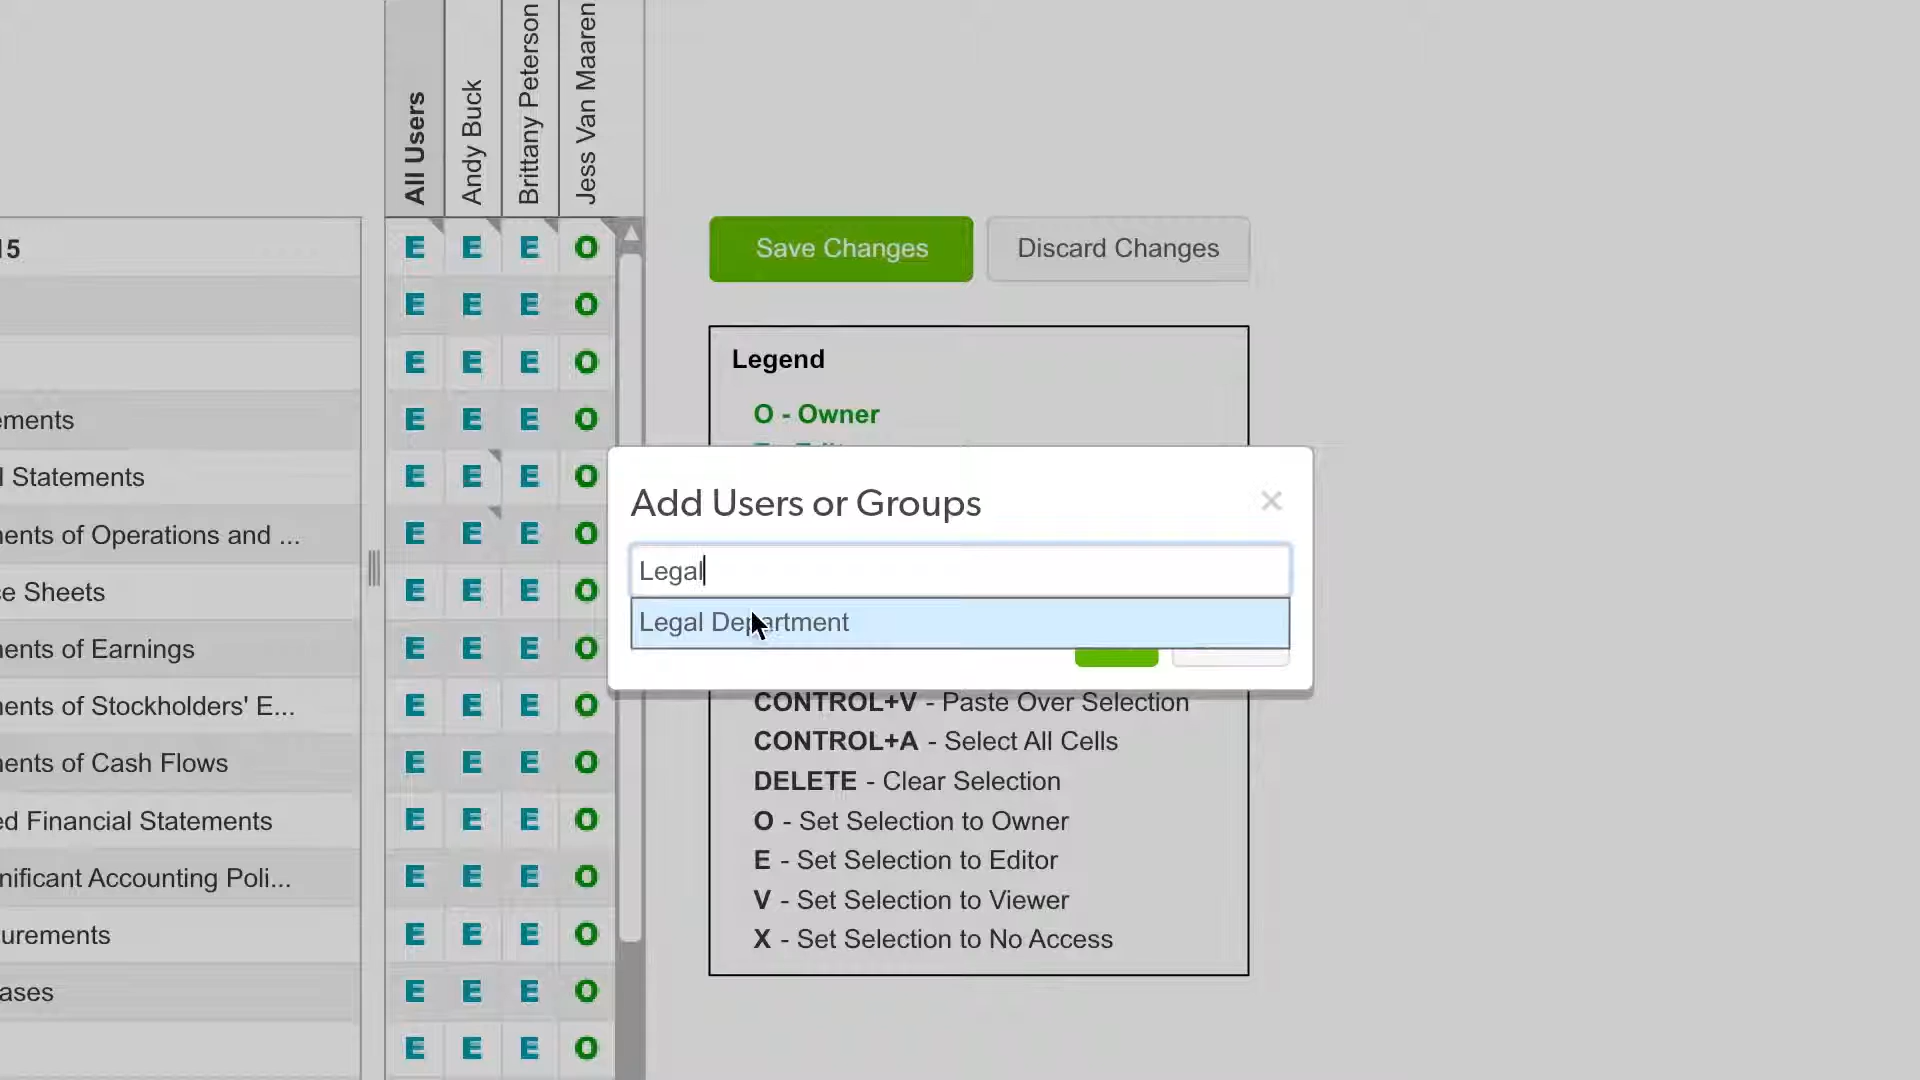 All Users
Andy Buck
Brittany Peterson
Jess Van Maaren
15 E E E O
E E E O
E E E O
ements E E E O
l Statements E E E O
ents of Operations and ... E E E O
e Sheets E E E O
ents of Earnings E E E O
ents of Stockholders' E... E E E O
ents of Cash Flows E E E O
ed Financial Statements E E E O
nificant Accounting Poli... E E E O
urements E E E O
ases E E E O
E E E O
Save Changes
Discard Changes
Legend
O - Owner
Add Users or Groups
×
Legal
Legal Department
CONTROL+V - Paste Over Selection
CONTROL+A - Select All Cells
DELETE - Clear Selection
O - Set Selection to Owner
E - Set Selection to Editor
V - Set Selection to Viewer
X - Set Selection to No Access